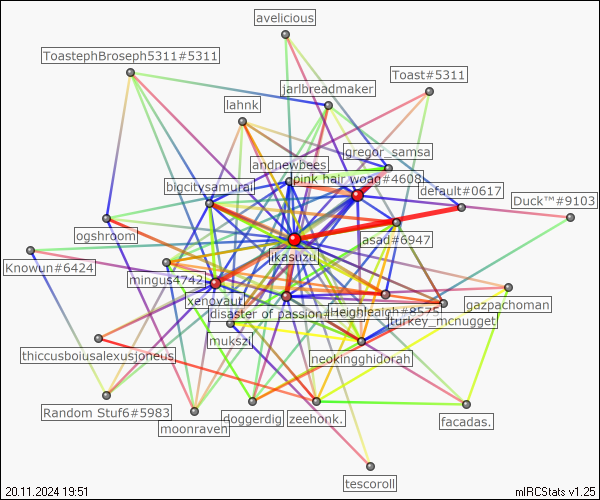 avelicious
ToastephBroseph5311#5311
Toast#5311
jarlbreadmaker
lahnk
gregor_samsa
andnewbees
pink hair woag#4608
bigcitysamurai
default#0617
Duck™#9103
ogshroom
asad#6947
ikasuzu\
Knowun#6424
mingus4742
gazpachoman
xenovaut
disaster of passion#
Heighleaigh#8575
turkey_mcnugget
mukszil
neokingghidorah
thiccusboiusalexusjoneus
Random Stuf6#5983
moonraven
doggerdig
zeehonk.
facadas.
tescoroll
20.11.2024 19:51
mIRCStats v1.25